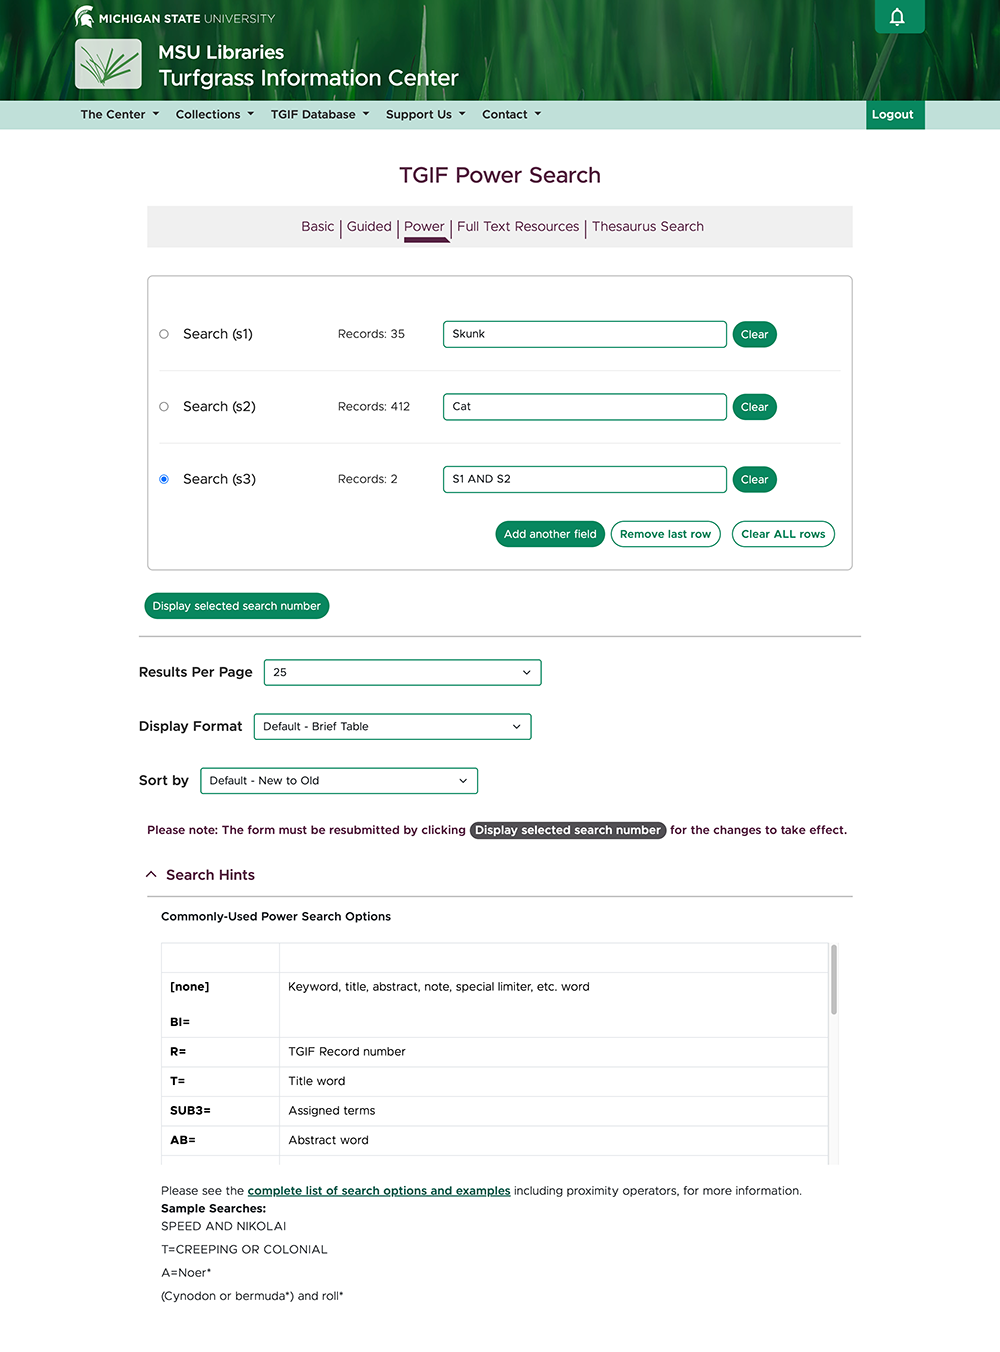 MICHIGAN STATE UNIVERSITY
MSU Libraries
Turfgrass Information Center
The Center Collections TGIF Database Support Us Contact Logout
TGIF Power Search
Basic | Guided | Power | Full Text Resources | Thesaurus Search
Search (s1) Records: 35 Skunk Clear
Search (s2) Records: 412 Cat Clear
Search (s3) Records: 2 S1 AND S2 Clear
Add another field Remove last row Clear ALL rows
Display selected search number
Results Per Page 25
Display Format Default - Brief Table
Sort by Default - New to Old
Please note: The form must be resubmitted by clicking Display selected search number for the changes to take effect.
Search Hints
Commonly-Used Power Search Options
[none] Keyword, title, abstract, note, special limiter, etc. word
BI=
R= TGIF Record number
T= Title word
SUB3= Assigned terms
AB= Abstract word
Please see the complete list of search options and examples including proximity operators, for more information.
Sample Searches:
SPEED AND NIKOLAI
T=CREEPING OR COLONIAL
A=Noer*
(Cynodon or bermuda*) and roll*